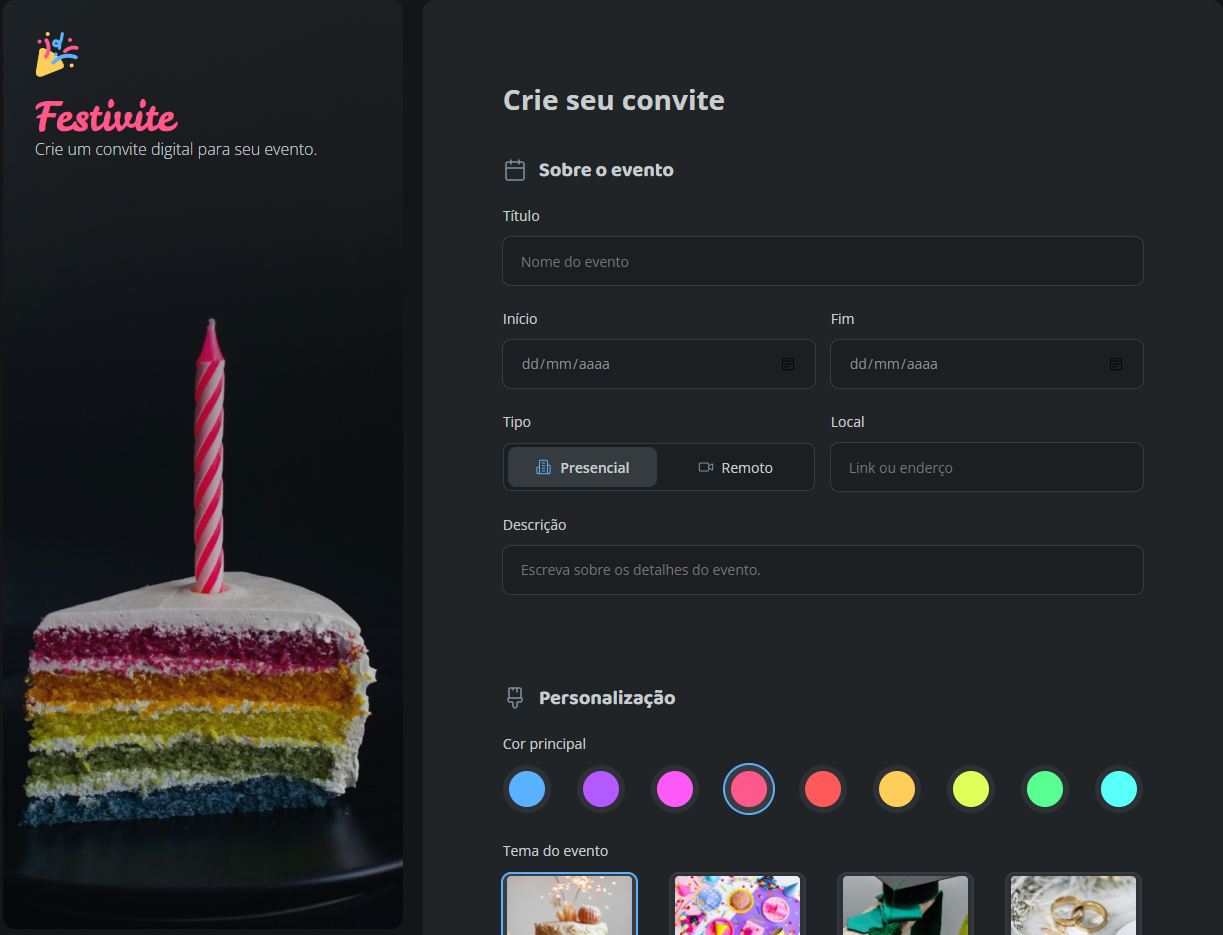 Festivite
Crie um convite digital para seu evento.
Crie seu convite
Sobre o evento
Título
Nome do evento
Início
Fim
dd/mm/aaaa
dd/mm/aaaa
Tipo
Local
Presencial
Remoto
Link ou enderço
Descrição
Escreva sobre os detalhes do evento.
Personalização
Cor principal
Tema do evento